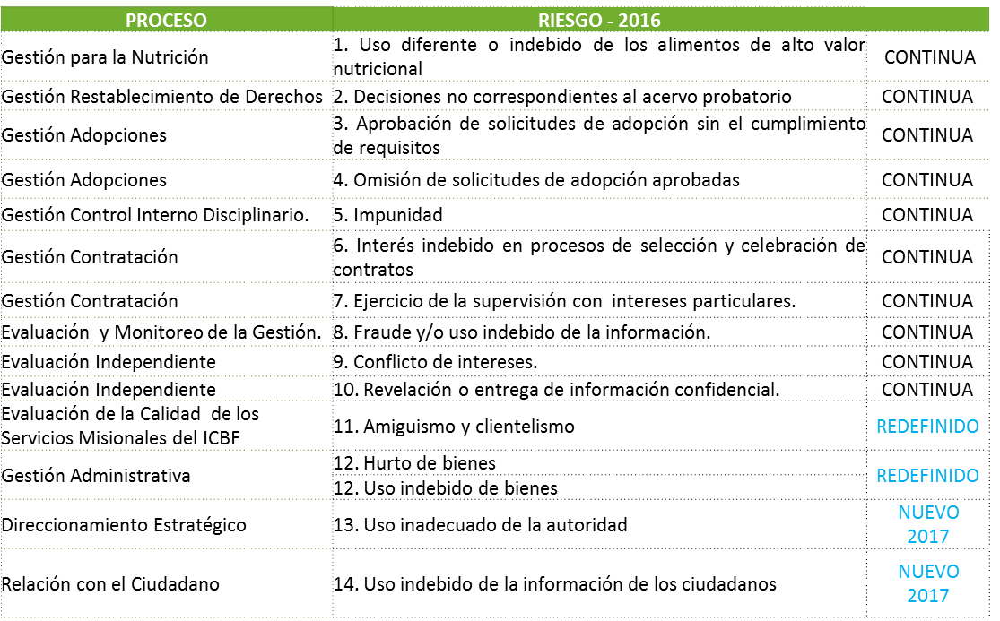 PROCESO RIESGO - 2016
Gestión para la Nutrición 1. Uso diferente o indebido de los alimentos de alto valor
nutricional CONTINUA
Gestión Restablecimiento de Derechos 2. Decisiones no correspondientes al acervo probatorio CONTINUA
Gestión Adopciones 3. Aprobación de solicitudes de adopción sin el cumplimiento
de requisitos CONTINUA
Gestión Adopciones 4. Omisión de solicitudes de adopción aprobadas CONTINUA
Gestión Control Interno Disciplinario. 5. Impunidad CONTINUA
Gestión Contratación 6. Interés indebido en procesos de selección y celebración de
contratos CONTINUA
Gestión Contratación 7. Ejercicio de la supervisión con intereses particulares. CONTINUA
Evaluación y Monitoreo de la Gestión. 8. Fraude y/o uso indebido de la información. CONTINUA
Evaluación Independiente 9. Conflicto de intereses. CONTINUA
Evaluación Independiente 10. Revelación o entrega de información confidencial. CONTINUA
Evaluación de la Calidad de los
Servicios Misionales del ICBF 11. Amiguismo y clientelismo REDEFINIDO
Gestión Administrativa 12. Hurto de bienes
12. Uso indebido de bienes REDEFINIDO
Direccionamiento Estratégico 13. Uso inadecuado de la autoridad NUEVO
2017
Relación con el Ciudadano 14. Uso indebido de la información de los ciudadanos NUEVO
2017